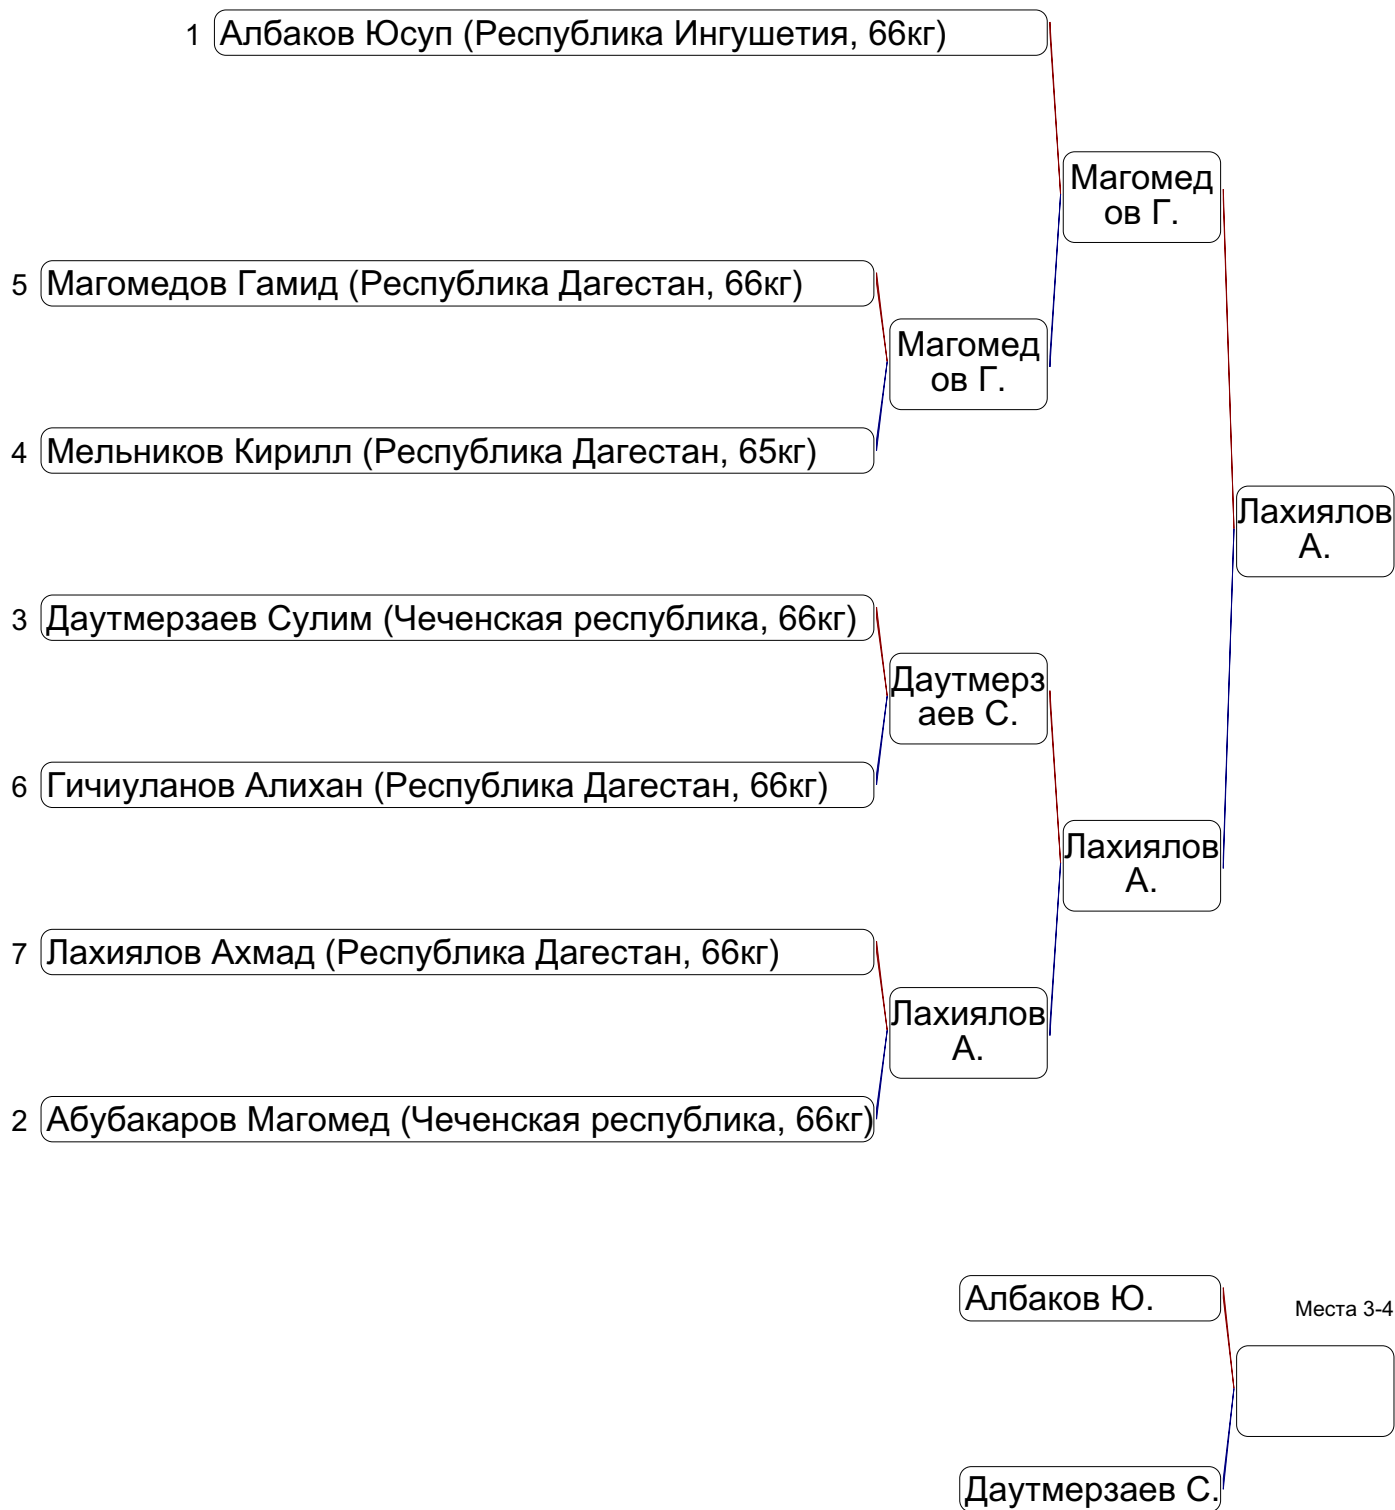 1 Албаков Юсуп (Республика Ингушетия, 66кг)
Магомед
ов Г.
5 Магомедов Гамид (Республика Дагестан, 66кг)
Магомед
ов Г.
4 Мельников Кирилл (Республика Дагестан, 65кг)
Лахиялов
А.
3 Даутмерзаев Сулим (Чеченская республика, 66кг)
Даутмерз
аев С.
6 Гичиуланов Алихан (Республика Дагестан, 66кг)
Лахиялов
А.
7 Лахиялов Ахмад (Республика Дагестан, 66кг)
Лахиялов
А.
2 Абубакаров Магомед (Чеченская республика, 66кг)
Албаков Ю.
Места 3-4
Даутмерзаев С.